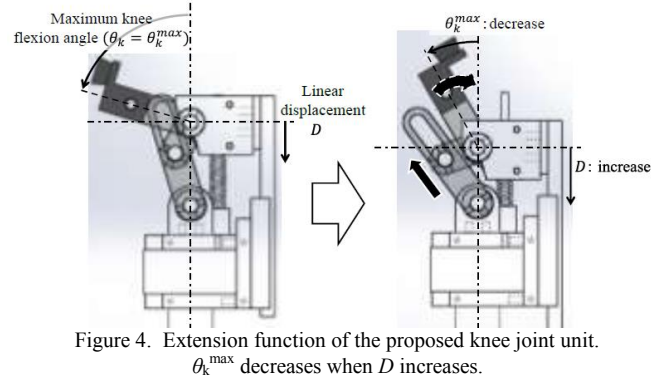 Maximum knee
flexion angle (θₖ = θₖᵐᵃˣ)
Linear
displacement
D
θₖᵐᵃˣ: decrease
D: increase
Figure 4. Extension function of the proposed knee joint unit.
θₖᵐᵃˣ decreases when D increases.